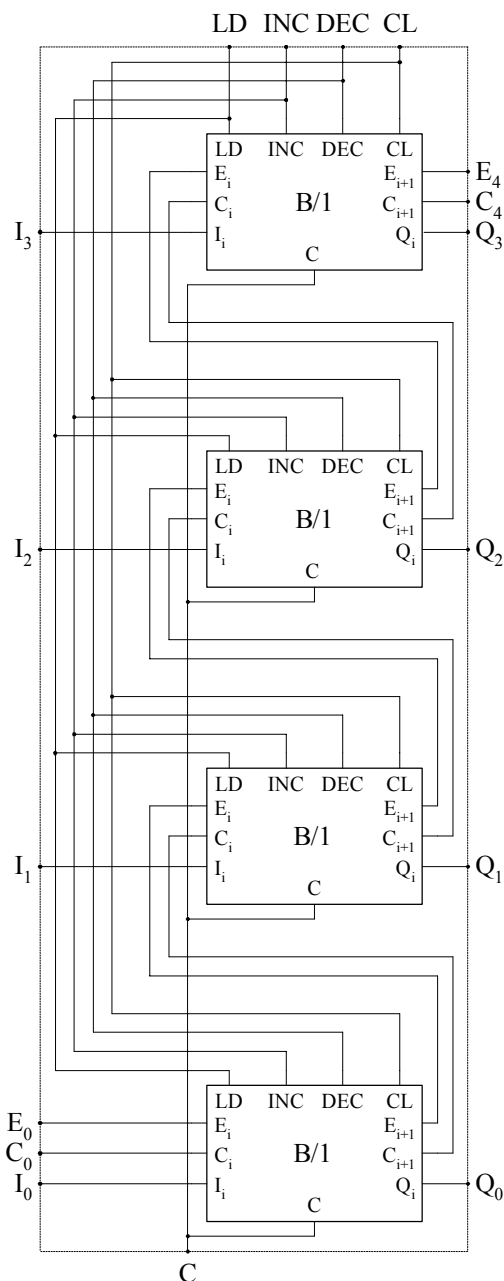 LD INC DEC CL
LD INC DEC CL
E_i E_{i+1} E_4
C_i B/1 C_{i+1} C_4
I_3 I_i Q_i Q_3
C
LD INC DEC CL
E_i E_{i+1}
C_i B/1 C_{i+1}
I_2 I_i Q_i Q_2
C
LD INC DEC CL
E_i E_{i+1}
C_i B/1 C_{i+1}
I_1 I_i Q_i Q_1
C
LD INC DEC CL
E_0 E_i E_{i+1}
C_0 C_i B/1 C_{i+1}
I_0 I_i Q_i Q_0
C
C